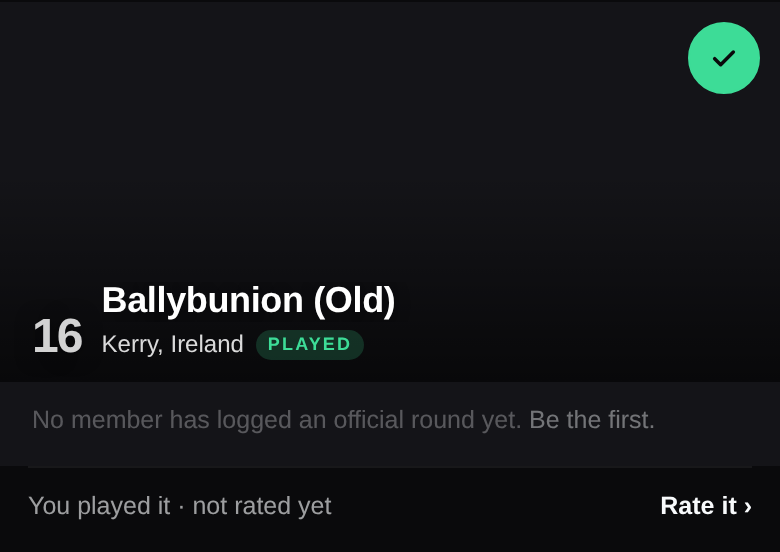 Ballybunion (Old)
16
Kerry, Ireland PLAYED
No member has logged an official round yet. Be the first.
You played it · not rated yet
Rate it ›